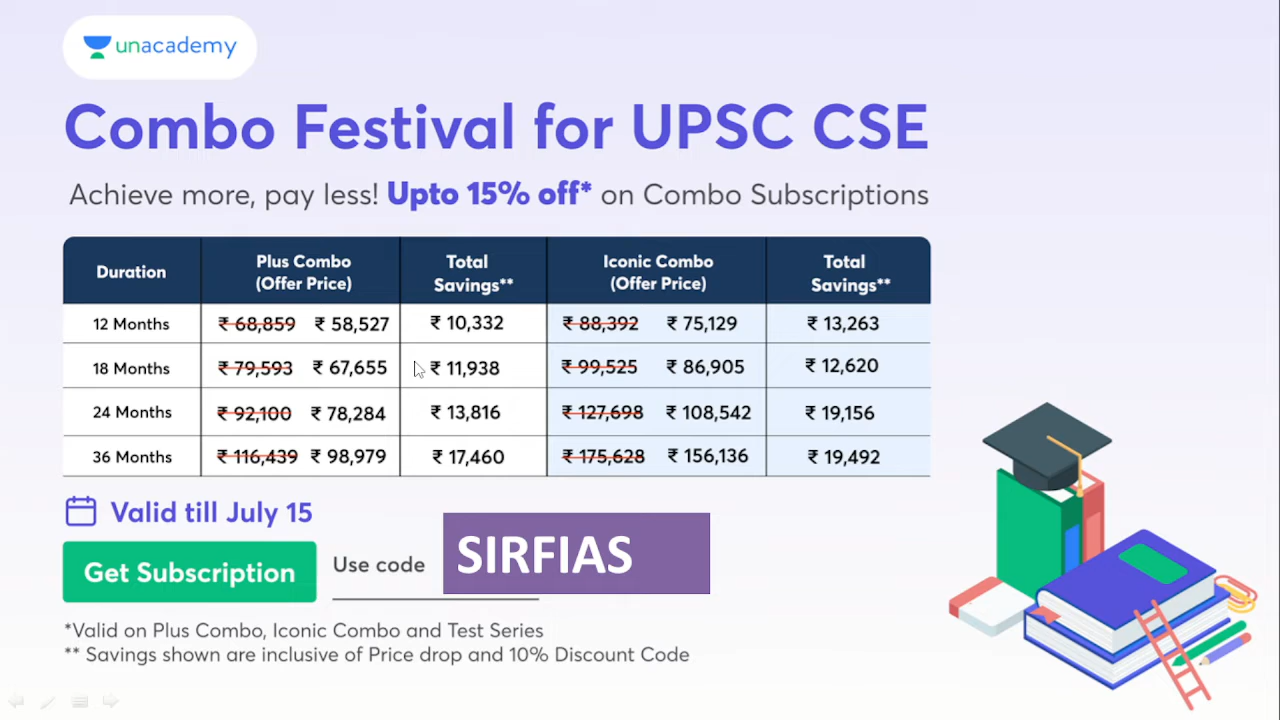 unacademy
Combo Festival for UPSC CSE
Achieve more, pay less! Upto 15% off* on Combo Subscriptions
Duration Plus Combo (Offer Price) Total Savings** Iconic Combo (Offer Price) Total Savings**
12 Months ₹ 68,859 ₹ 58,527 ₹ 10,332 ₹ 88,392 ₹ 75,129 ₹ 13,263
18 Months ₹ 79,593 ₹ 67,655 ₹ 11,938 ₹ 99,525 ₹ 86,905 ₹ 12,620
24 Months ₹ 92,100 ₹ 78,284 ₹ 13,816 ₹ 127,698 ₹ 108,542 ₹ 19,156
36 Months ₹ 116,439 ₹ 98,979 ₹ 17,460 ₹ 175,628 ₹ 156,136 ₹ 19,492
Valid till July 15
Get Subscription Use code SIRFIAS
*Valid on Plus Combo, Iconic Combo and Test Series
** Savings shown are inclusive of Price drop and 10% Discount Code